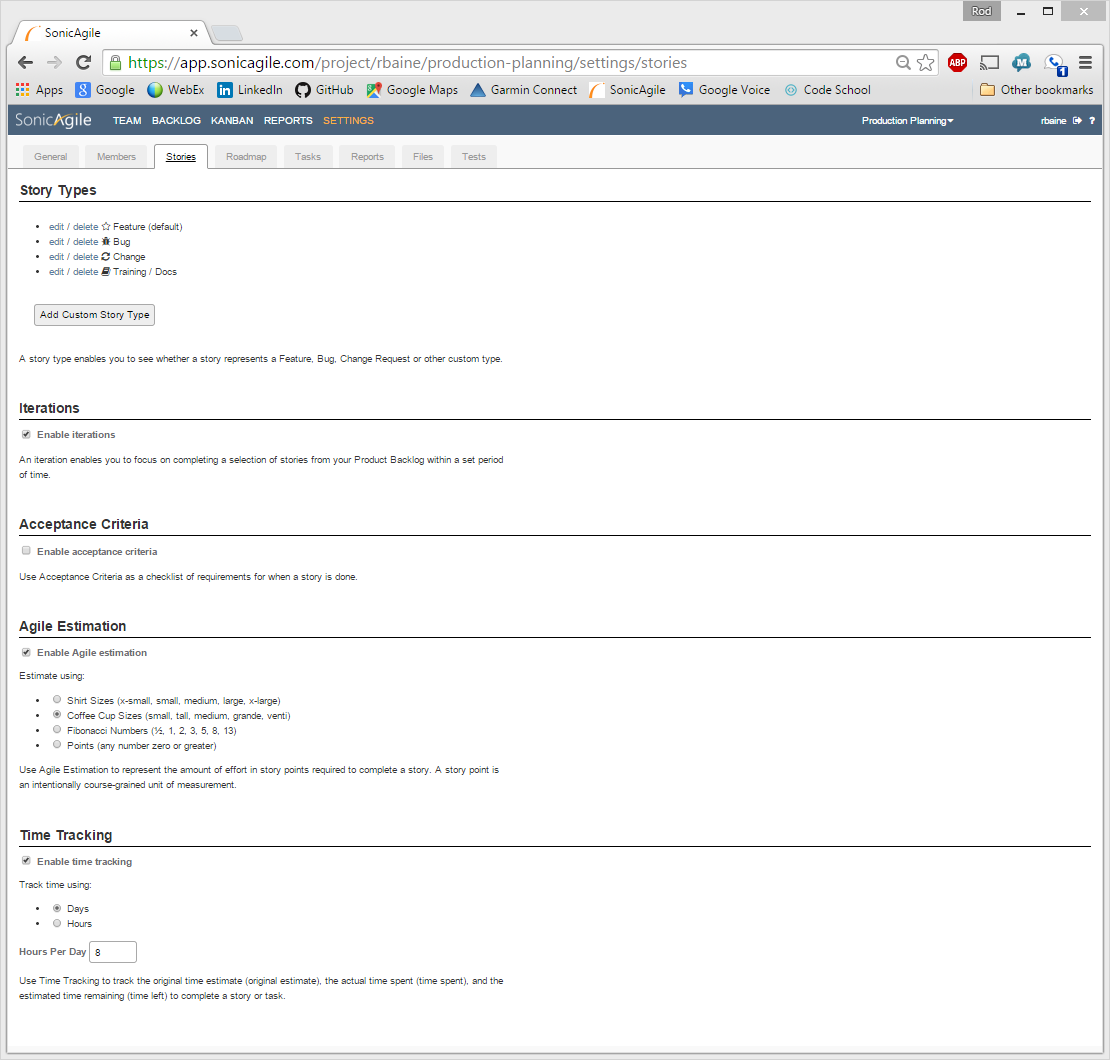 Rod
SonicAgile
https://app.sonicagile.com/project/rbaine/production-planning/settings/stories
ABP
M
1
Apps
8 Google
WebEx
in LinkedIn
GitHub
Google Maps
Garmin Connect
SonicAgile
Google Voice
Code School
Other bookmarks
SonicAgile TEAM BACKLOG KANBAN REPORTS SETTINGS Production Planning rbaine ?
General Members Stories Roadmap Tasks Reports Files Tests
Story Types
edit / delete Feature (default)
edit / delete Bug
edit / delete Change
edit / delete Training / Docs
Add Custom Story Type
A story type enables you to see whether a story represents a Feature, Bug, Change Request or other custom type.
Iterations
Enable iterations
An iteration enables you to focus on completing a selection of stories from your Product Backlog within a set period
of time.
Acceptance Criteria
Enable acceptance criteria
Use Acceptance Criteria as a checklist of requirements for when a story is done.
Agile Estimation
Enable Agile estimation
Estimate using:
Shirt Sizes (x-small, small, medium, large, x-large)
Coffee Cup Sizes (small, tall, medium, grande, venti)
Fibonacci Numbers (½, 1, 2, 3, 5, 8, 13)
Points (any number zero or greater)
Use Agile Estimation to represent the amount of effort in story points required to complete a story. A story point is
an intentionally course-grained unit of measurement.
Time Tracking
Enable time tracking
Track time using:
Days
Hours
Hours Per Day 8
Use Time Tracking to track the original time estimate (original estimate), the actual time spent (time spent), and the
estimated time remaining (time left) to complete a story or task.